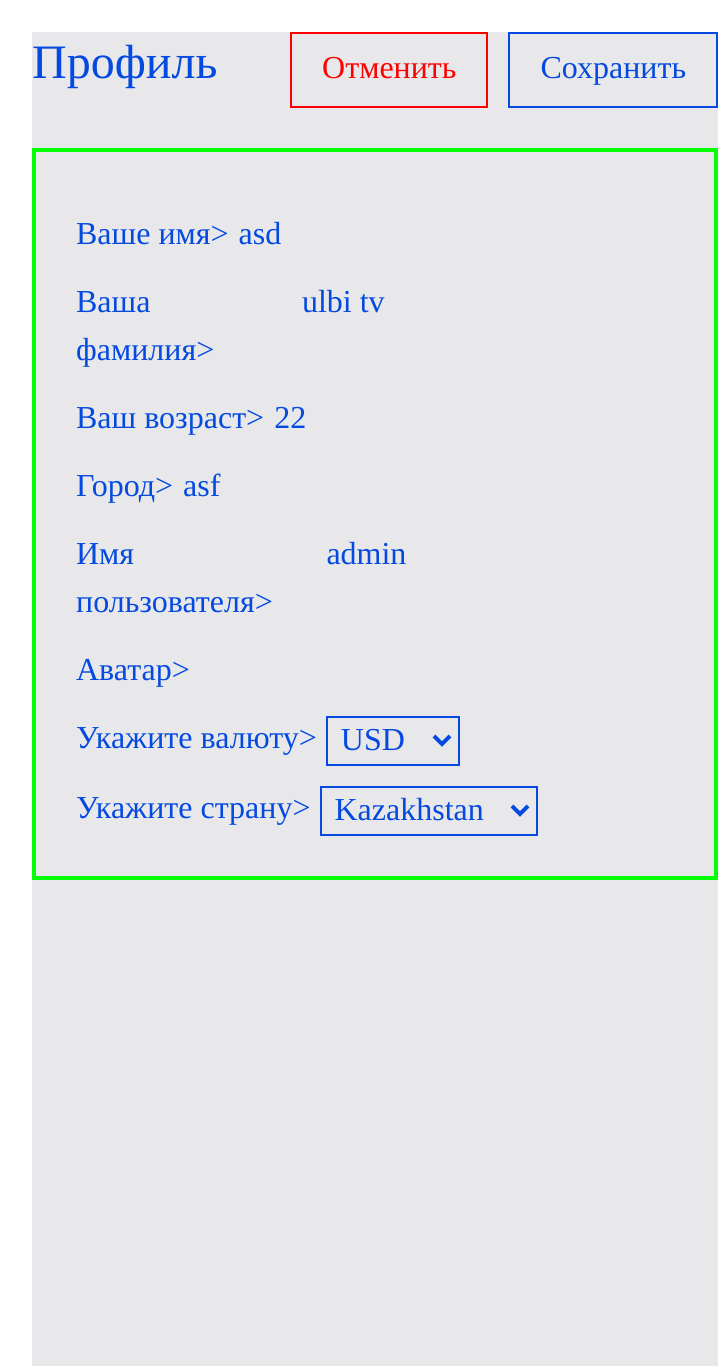 Профиль Отменить Сохранить
Ваше имя> asd
Ваша ulbi tv
фамилия>
Ваш возраст> 22
Город> asf
Имя admin
пользователя>
Аватар>
Укажите валюту> USD
Укажите страну> Kazakhstan